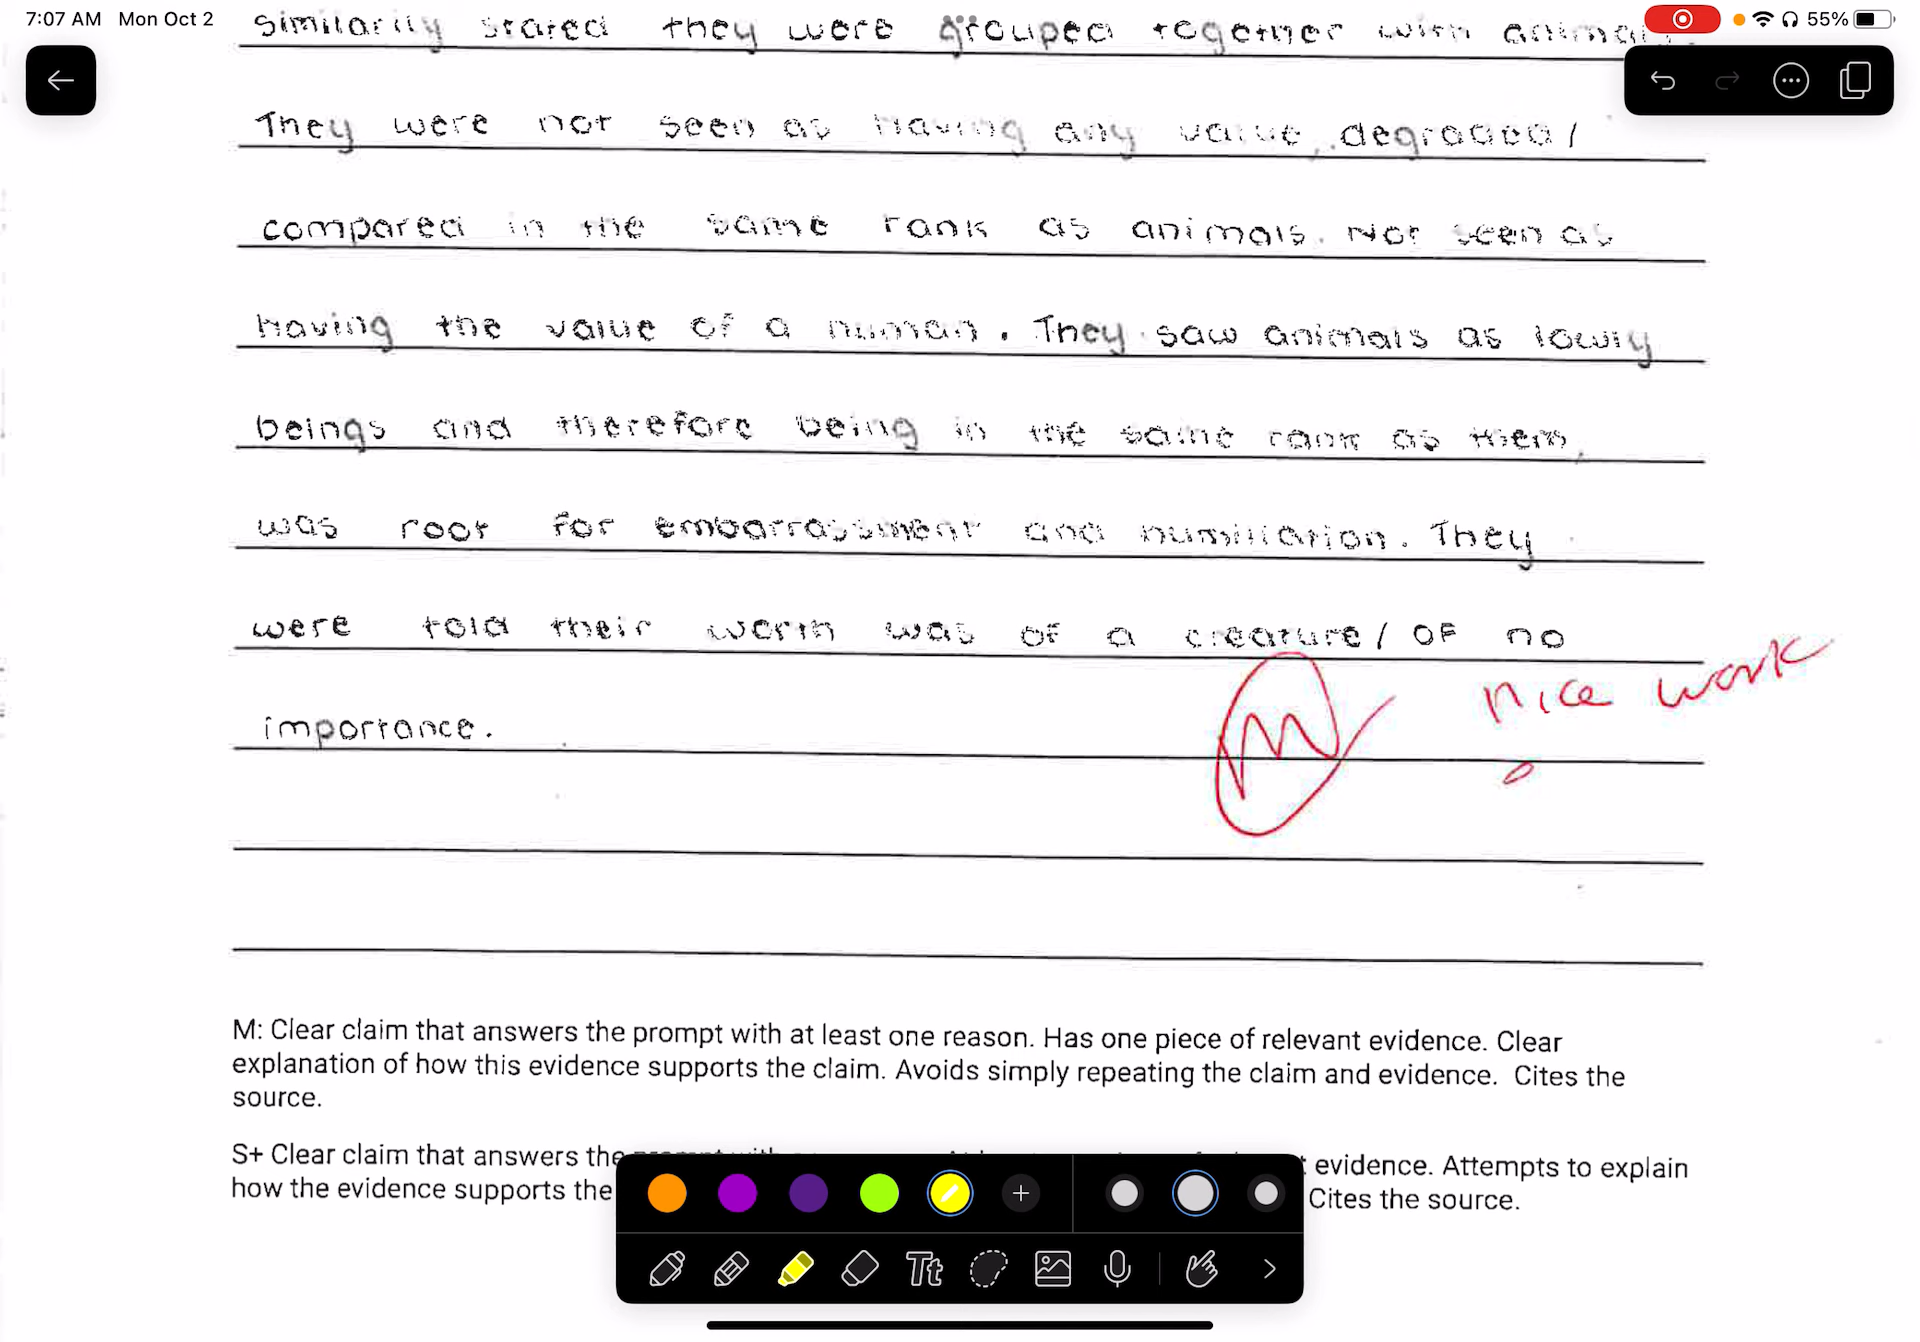 7:07 AM Mon Oct 2
55%
similarily stated they were grouped together with animals.
They were not seen as having any value, degraded/
compared in the same rank as animals. Not seen as
having the value of a human. They saw animals as lowly
beings and therefore being in the same rank as them,
was root for embarrassment and humiliation. They
were told their worth was of a creature/ OF no
importance.
M
nice work
M: Clear claim that answers the prompt with at least one reason. Has one piece of relevant evidence. Clear
explanation of how this evidence supports the claim. Avoids simply repeating the claim and evidence. Cites the
source.
S+ Clear claim that answers the evidence. Attempts to explain
how the evidence supports the Cites the source.
Tt